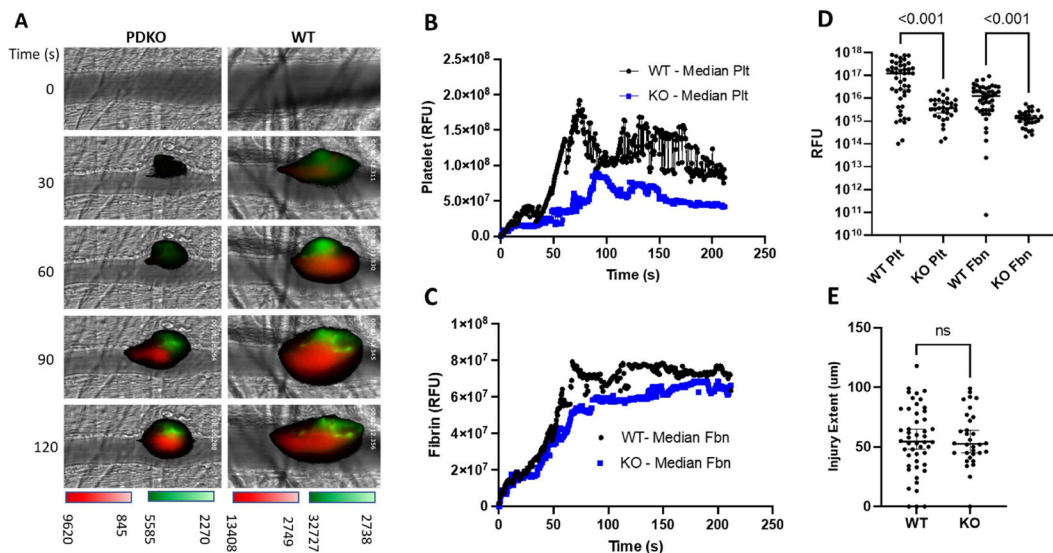 A
PDKO
WT
Time (s)
0
30
60
90
120
9620
845
5585
2270
13408
2749
32727
2738
B
WT - Median Plt
KO - Median Plt
Platelet (RFU)
2.5×10⁸
2.0×10⁸
1.5×10⁸
1.0×10⁸
5.0×10⁷
0.0
0
50
100
150
200
250
Time (s)
C
Fibrin (RFU)
1×10⁸
8×10⁷
6×10⁷
4×10⁷
2×10⁷
0
WT- Median Fbn
KO - Median Fbn
0
50
100
150
200
250
Time (s)
D
<0.001
<0.001
RFU
10¹⁸
10¹⁷
10¹⁶
10¹⁵
10¹⁴
10¹³
10¹²
10¹¹
10¹⁰
WT Plt
KO Plt
WT Fbn
KO Fbn
E
ns
Injury Extent (um)
150
100
50
0
WT
KO